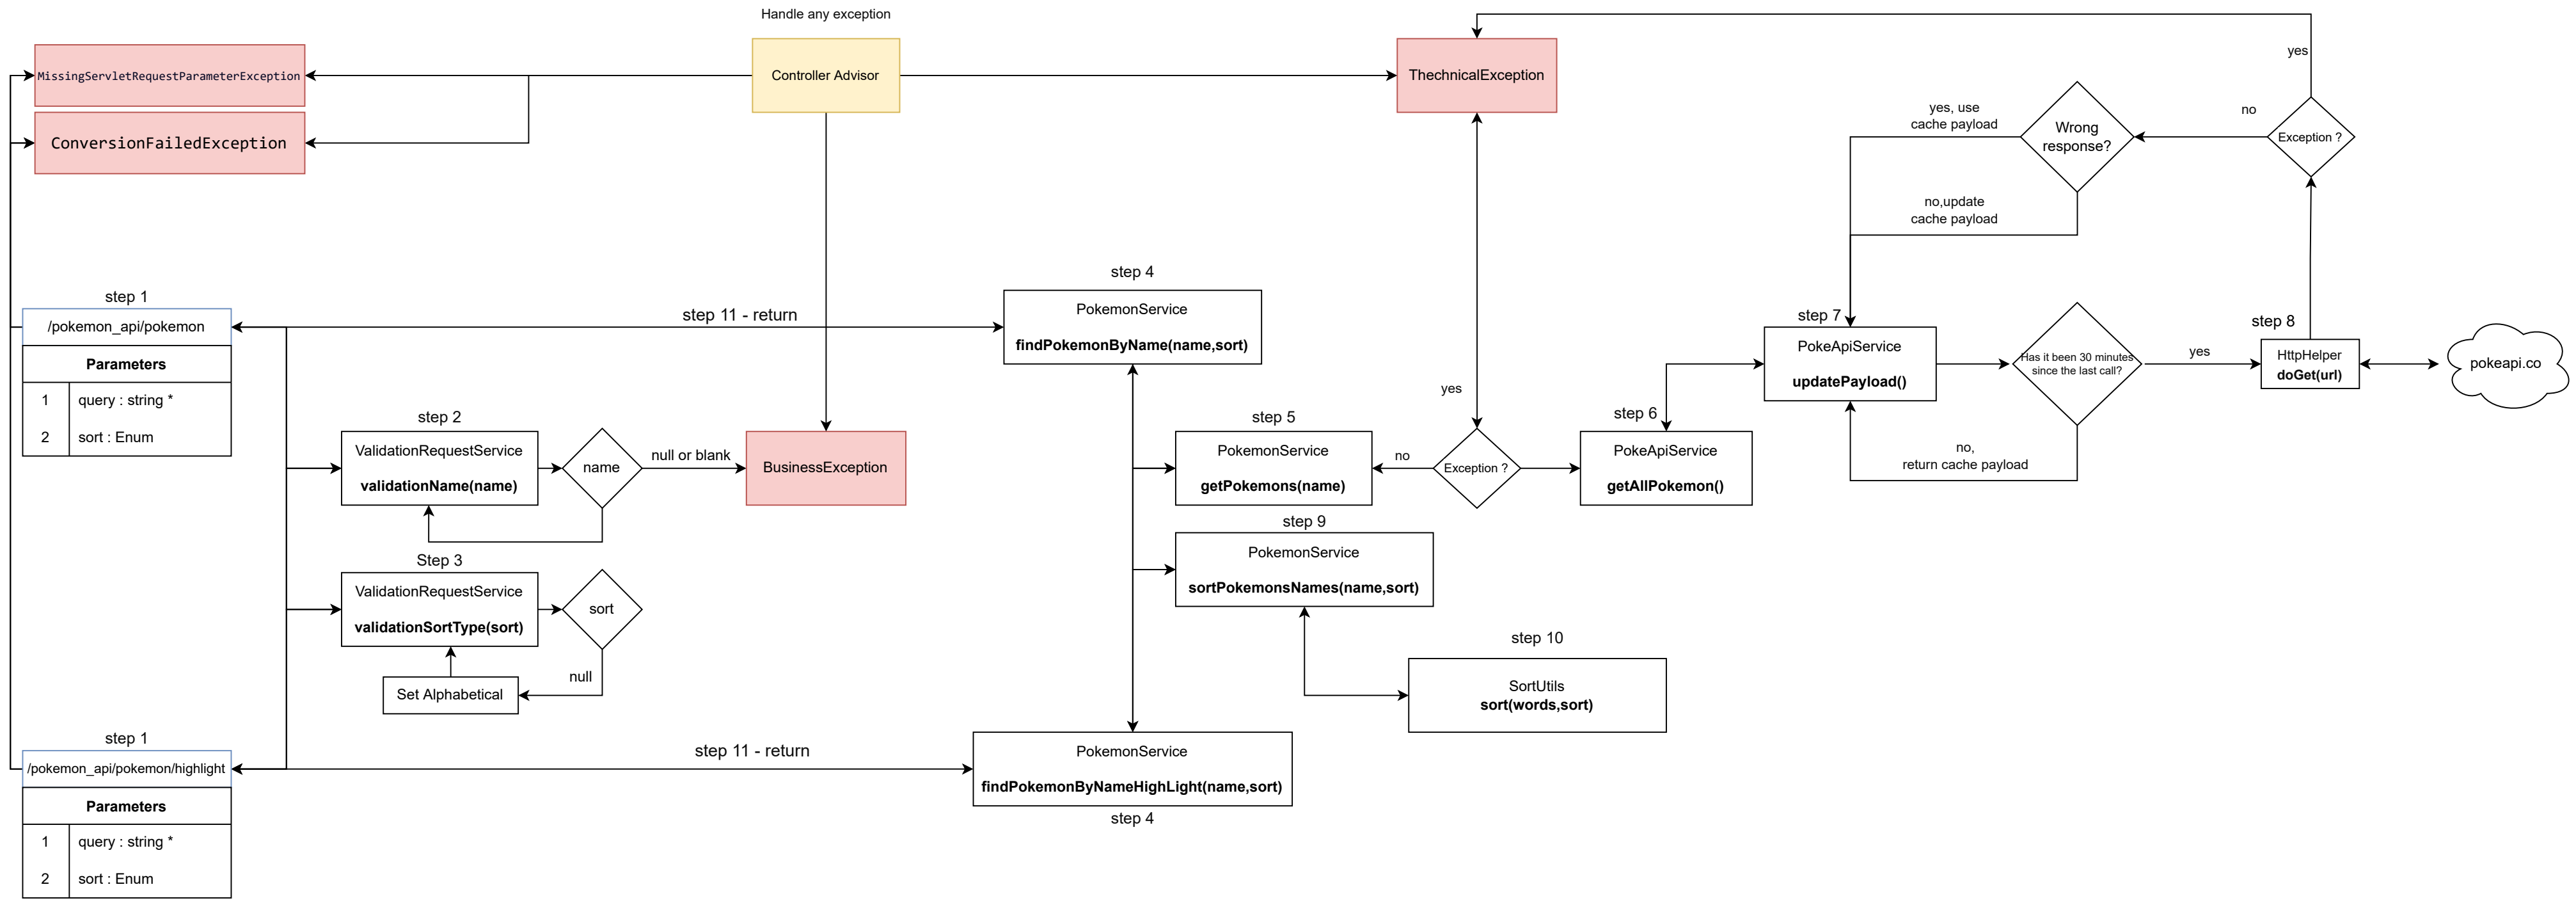 Handle any exception
MissingServletRequestParameterException
Controller Advisor
ThechnicalException
yes
ConversionFailedException
yes, use
cache payload
Wrong
response?
no
Exception ?
no,update
cache payload
step 4
PokemonService
findPokemonByName(name,sort)
step 1
/pokemon_api/pokemon
Parameters
1
query : string *
2
sort : Enum
step 11 - return
step 7
PokeApiService
updatePayload()
Has it been 30 minutes
since the last call?
yes
step 8
HttpHelper
doGet(url)
pokeapi.co
no,
return cache payload
step 2
ValidationRequestService
validationName(name)
name
null or blank
BusinessException
step 5
PokemonService
getPokemons(name)
no
yes
Exception ?
step 6
PokeApiService
getAllPokemon()
Step 3
ValidationRequestService
validationSortType(sort)
sort
null
Set Alphabetical
step 9
PokemonService
sortPokemonsNames(name,sort)
step 10
SortUtils
sort(words,sort)
step 1
/pokemon_api/pokemon/highlight
Parameters
1
query : string *
2
sort : Enum
step 11 - return
PokemonService
findPokemonByNameHighLight(name,sort)
step 4